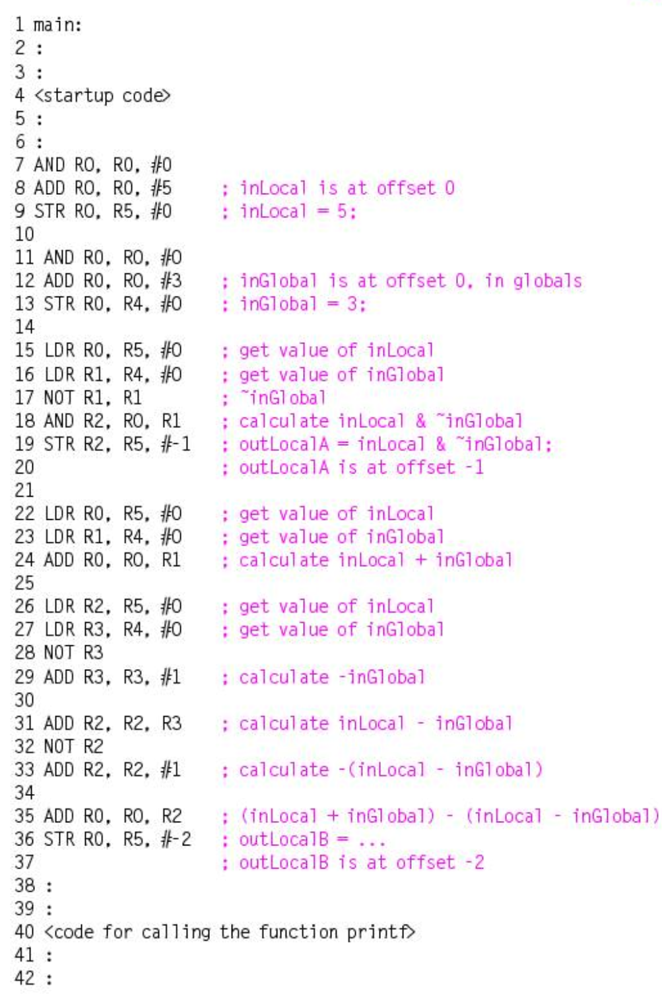 1 main:
2 :
3 :
4 <startup code>
5 :
6 :
7 AND R0, R0, #0
8 ADD R0, R0, #5 ; inLocal is at offset 0
9 STR R0, R5, #0 ; inLocal = 5;
10
11 AND R0, R0, #0
12 ADD R0, R0, #3 ; inGlobal is at offset 0, in globals
13 STR R0, R4, #0 ; inGlobal = 3;
14
15 LDR R0, R5, #0 ; get value of inLocal
16 LDR R1, R4, #0 ; get value of inGlobal
17 NOT R1, R1 ; ~inGlobal
18 AND R2, R0, R1 ; calculate inLocal & ~inGlobal
19 STR R2, R5, #-1 ; outLocalA = inLocal & ~inGlobal;
20 ; outLocalA is at offset -1
21
22 LDR R0, R5, #0 ; get value of inLocal
23 LDR R1, R4, #0 ; get value of inGlobal
24 ADD R0, R0, R1 ; calculate inLocal + inGlobal
25
26 LDR R2, R5, #0 ; get value of inLocal
27 LDR R3, R4, #0 ; get value of inGlobal
28 NOT R3
29 ADD R3, R3, #1 ; calculate -inGlobal
30
31 ADD R2, R2, R3 ; calculate inLocal - inGlobal
32 NOT R2
33 ADD R2, R2, #1 ; calculate -(inLocal - inGlobal)
34
35 ADD R0, R0, R2 ; (inLocal + inGlobal) - (inLocal - inGlobal)
36 STR R0, R5, #-2 ; outLocalB = ...
37 ; outLocalB is at offset -2
38 :
39 :
40 <code for calling the function printf>
41 :
42 :